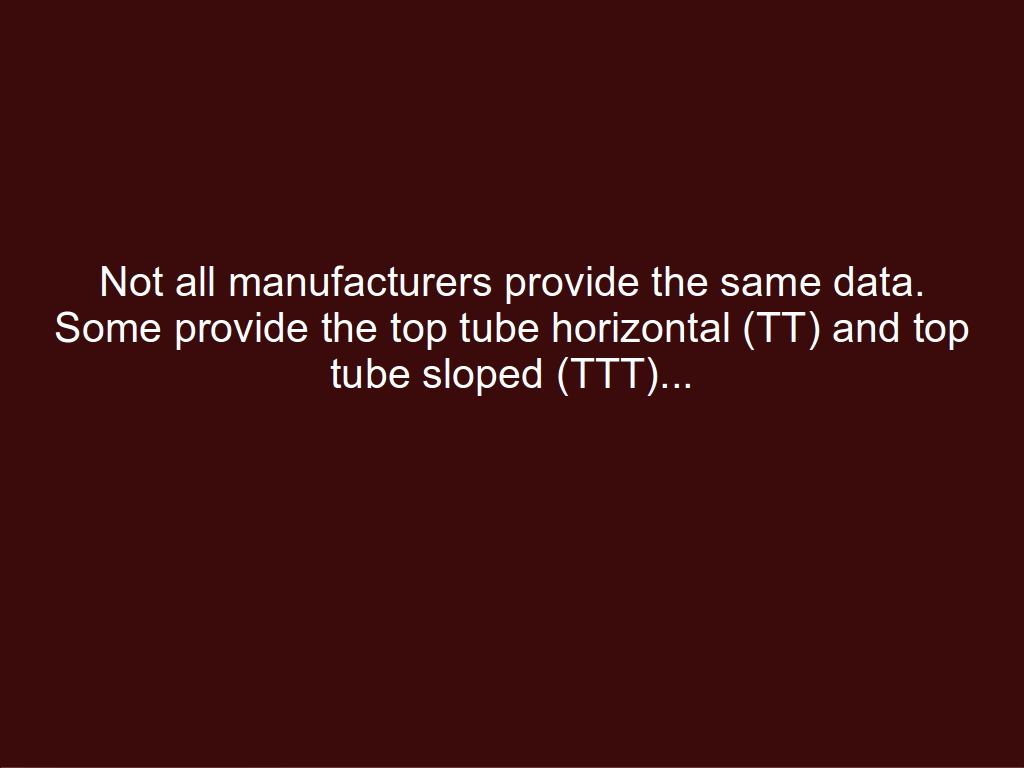 Not all manufacturers provide the same data.
Some provide the top tube horizontal (TT) and top
tube sloped (TTT)...